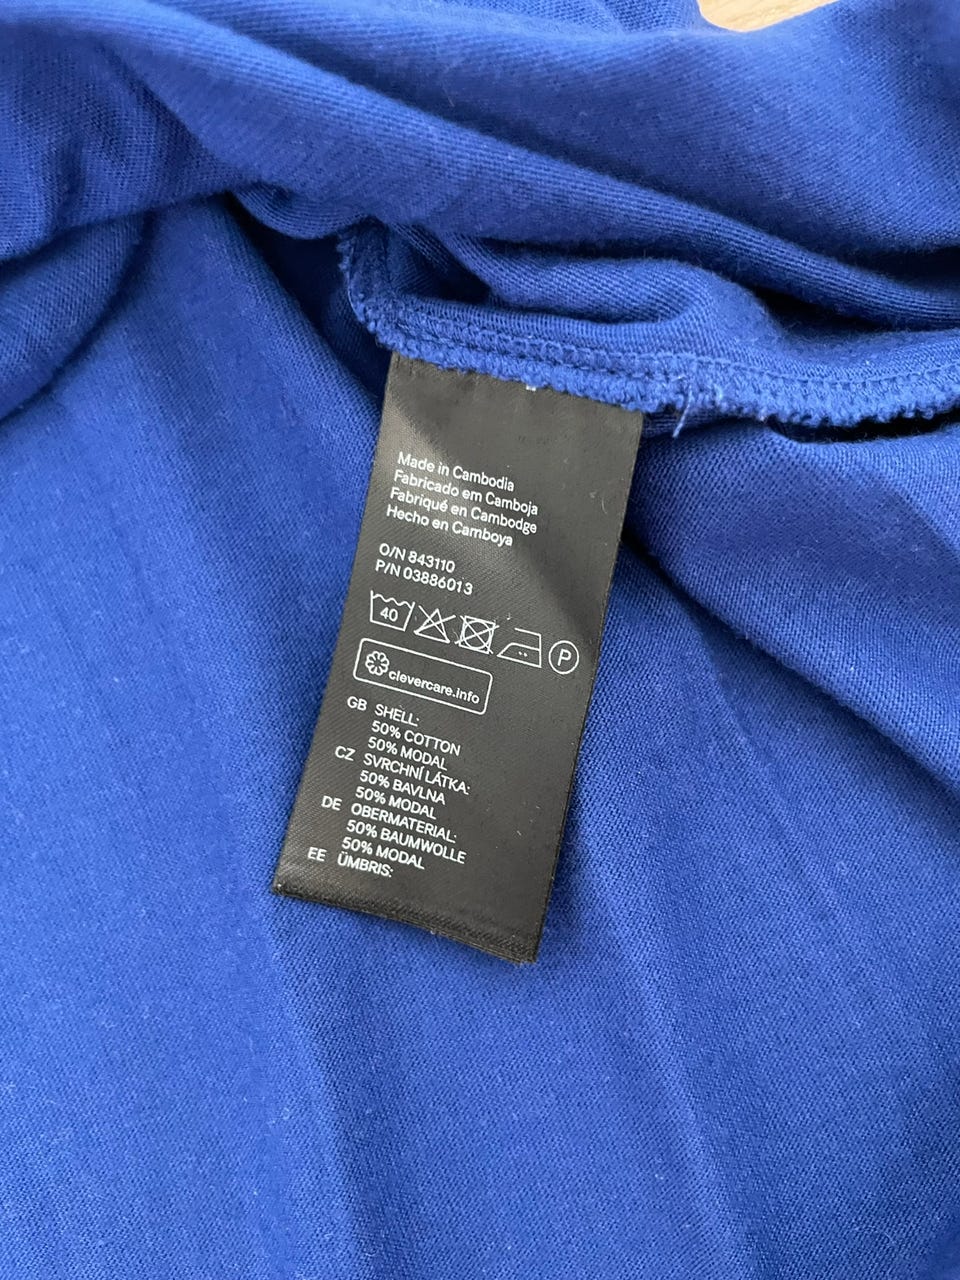 Made in Cambodia
Fabricado em Camboja
Fabriqué en Cambodge
Hecho en Camboya
O/N 843110
P/N 03886013
40 P
clevercare.info
GB SHELL:
50% COTTON
50% MODAL
CZ SVRCHNÍ LÁTKA:
50% BAVLNA
50% MODAL
DE OBERMATERIAL:
50% BAUMWOLLE
50% MODAL
EE ÜMBRIS: